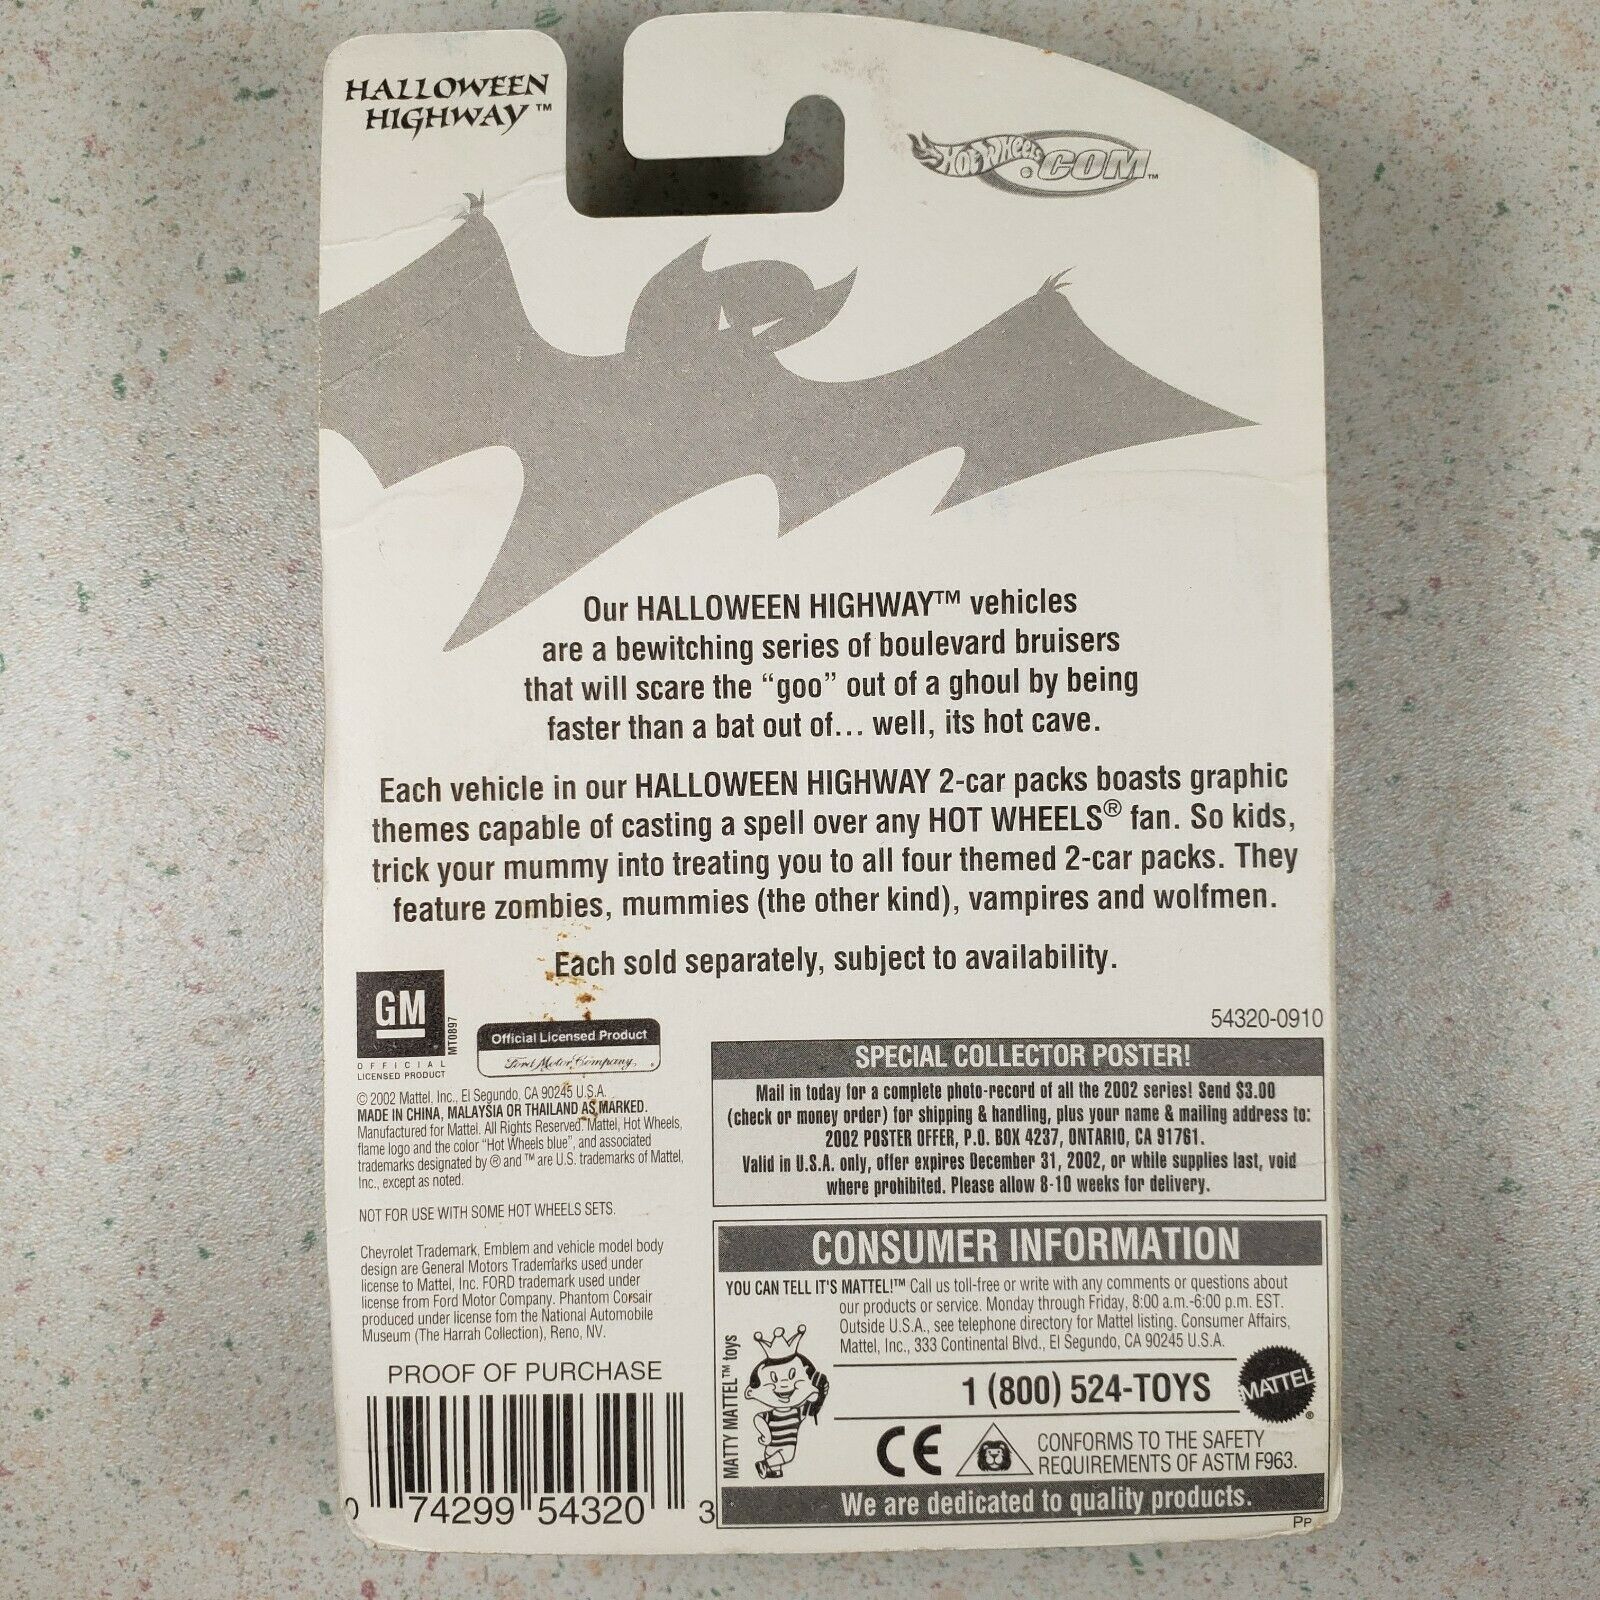 HALLOWEEN
HIGHWAY™
HOT WHEELS.COM™
Our HALLOWEEN HIGHWAY™ vehicles
are a bewitching series of boulevard bruisers
that will scare the “goo” out of a ghoul by being
faster than a bat out of... well, its hot cave.
Each vehicle in our HALLOWEEN HIGHWAY 2-car packs boasts graphic
themes capable of casting a spell over any HOT WHEELS® fan. So kids,
trick your mummy into treating you to all four themed 2-car packs. They
feature zombies, mummies (the other kind), vampires and wolfmen.
Each sold separately, subject to availability.
GM
MT0897
OFFICIAL
LICENSED PRODUCT
Official Licensed Product
Ford Motor Company,
© 2002 Mattel, Inc., El Segundo, CA 90245 U.S.A.
MADE IN CHINA, MALAYSIA OR THAILAND AS MARKED.
Manufactured for Mattel. All Rights Reserved. Mattel, Hot Wheels,
flame logo and the color "Hot Wheels blue", and associated
trademarks designated by ® and ™ are U.S. trademarks of Mattel,
Inc., except as noted.
NOT FOR USE WITH SOME HOT WHEELS SETS.
Chevrolet Trademark, Emblem and vehicle model body
design are General Motors Trademarks used under
license to Mattel, Inc. FORD trademark used under
license from Ford Motor Company. Phantom Corsair
produced under license fom the National Automobile
Museum (The Harrah Collection), Reno, NV.
PROOF OF PURCHASE
0 74299 54320 3
54320-0910
SPECIAL COLLECTOR POSTER!
Mail in today for a complete photo-record of all the 2002 series! Send $3.00
(check or money order) for shipping & handling, plus your name & mailing address to:
2002 POSTER OFFER, P.O. BOX 4237, ONTARIO, CA 91761.
Valid in U.S.A. only, offer expires December 31, 2002, or while supplies last, void
where prohibited. Please allow 8-10 weeks for delivery.
CONSUMER INFORMATION
YOU CAN TELL IT'S MATTEL!™ Call us toll-free or write with any comments or questions about
our products or service. Monday through Friday, 8:00 a.m.-6:00 p.m. EST.
Outside U.S.A., see telephone directory for Mattel listing. Consumer Affairs,
Mattel, Inc., 333 Continental Blvd., El Segundo, CA 90245 U.S.A.
MATTY MATTEL™ toys
1 (800) 524-TOYS
MATTEL®
CE
CONFORMS TO THE SAFETY
REQUIREMENTS OF ASTM F963.
We are dedicated to quality products.
PP